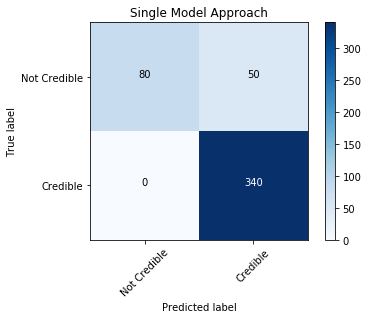 Single Model Approach
Not Credible
80
50
Credible
0
340
Not Credible
Credible
True label
Predicted label
300
250
200
150
100
50
0